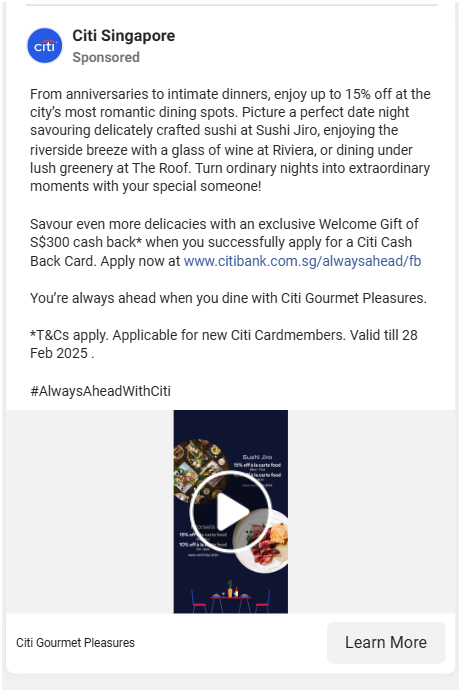 citi
Citi Singapore
Sponsored
From anniversaries to intimate dinners, enjoy up to 15% off at the
city's most romantic dining spots. Picture a perfect date night
savouring delicately crafted sushi at Sushi Jiro, enjoying the
riverside breeze with a glass of wine at Riviera, or dining under
lush greenery at The Roof. Turn ordinary nights into extraordinary
moments with your special someone!
Savour even more delicacies with an exclusive Welcome Gift of
S$300 cash back* when you successfully apply for a Citi Cash
Back Card. Apply now at www.citibank.com.sg/alwaysahead/fb
You're always ahead when you dine with Citi Gourmet Pleasures.
*T&Cs apply. Applicable for new Citi Cardmembers. Valid till 28
Feb 2025 .
#AlwaysAheadWithCiti
Sushi Jiro
15% off à la carte food
15% off à la carte food
10% off à la carte food
Citi Gourmet Pleasures
Learn More